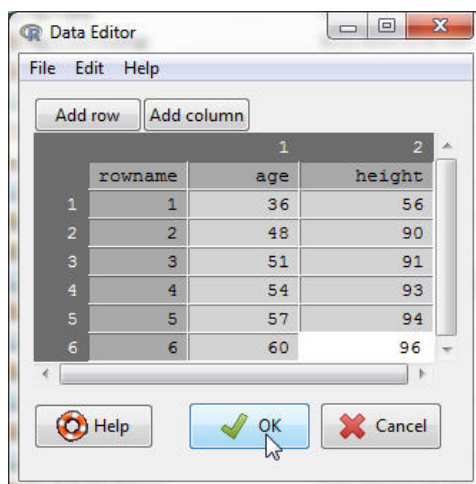 Data Editor
File Edit Help
Add row Add column
1 2
rowname age height
1 1 36 56
2 2 48 90
3 3 51 91
4 4 54 93
5 5 57 94
6 6 60 96
Help OK Cancel